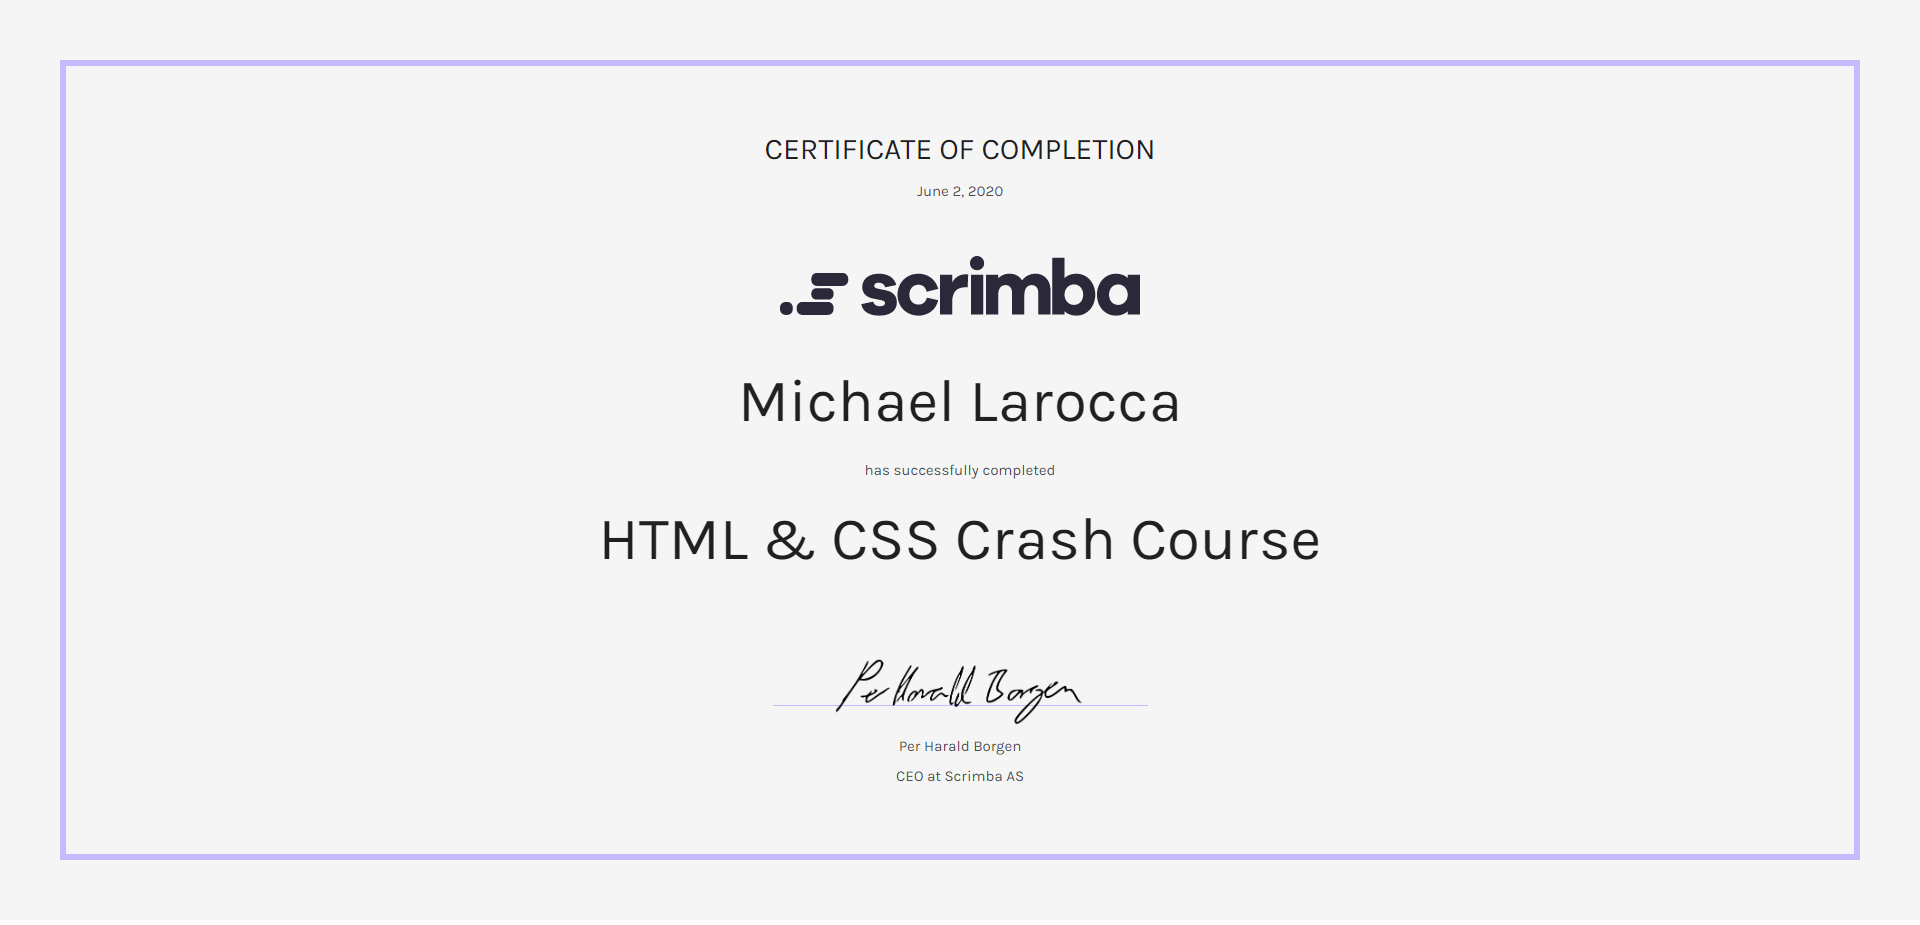 CERTIFICATE OF COMPLETION
June 2, 2020
scrimba
Michael Larocca
has successfully completed
HTML & CSS Crash Course
Per Harald Borgen
Per Harald Borgen
CEO at Scrimba AS